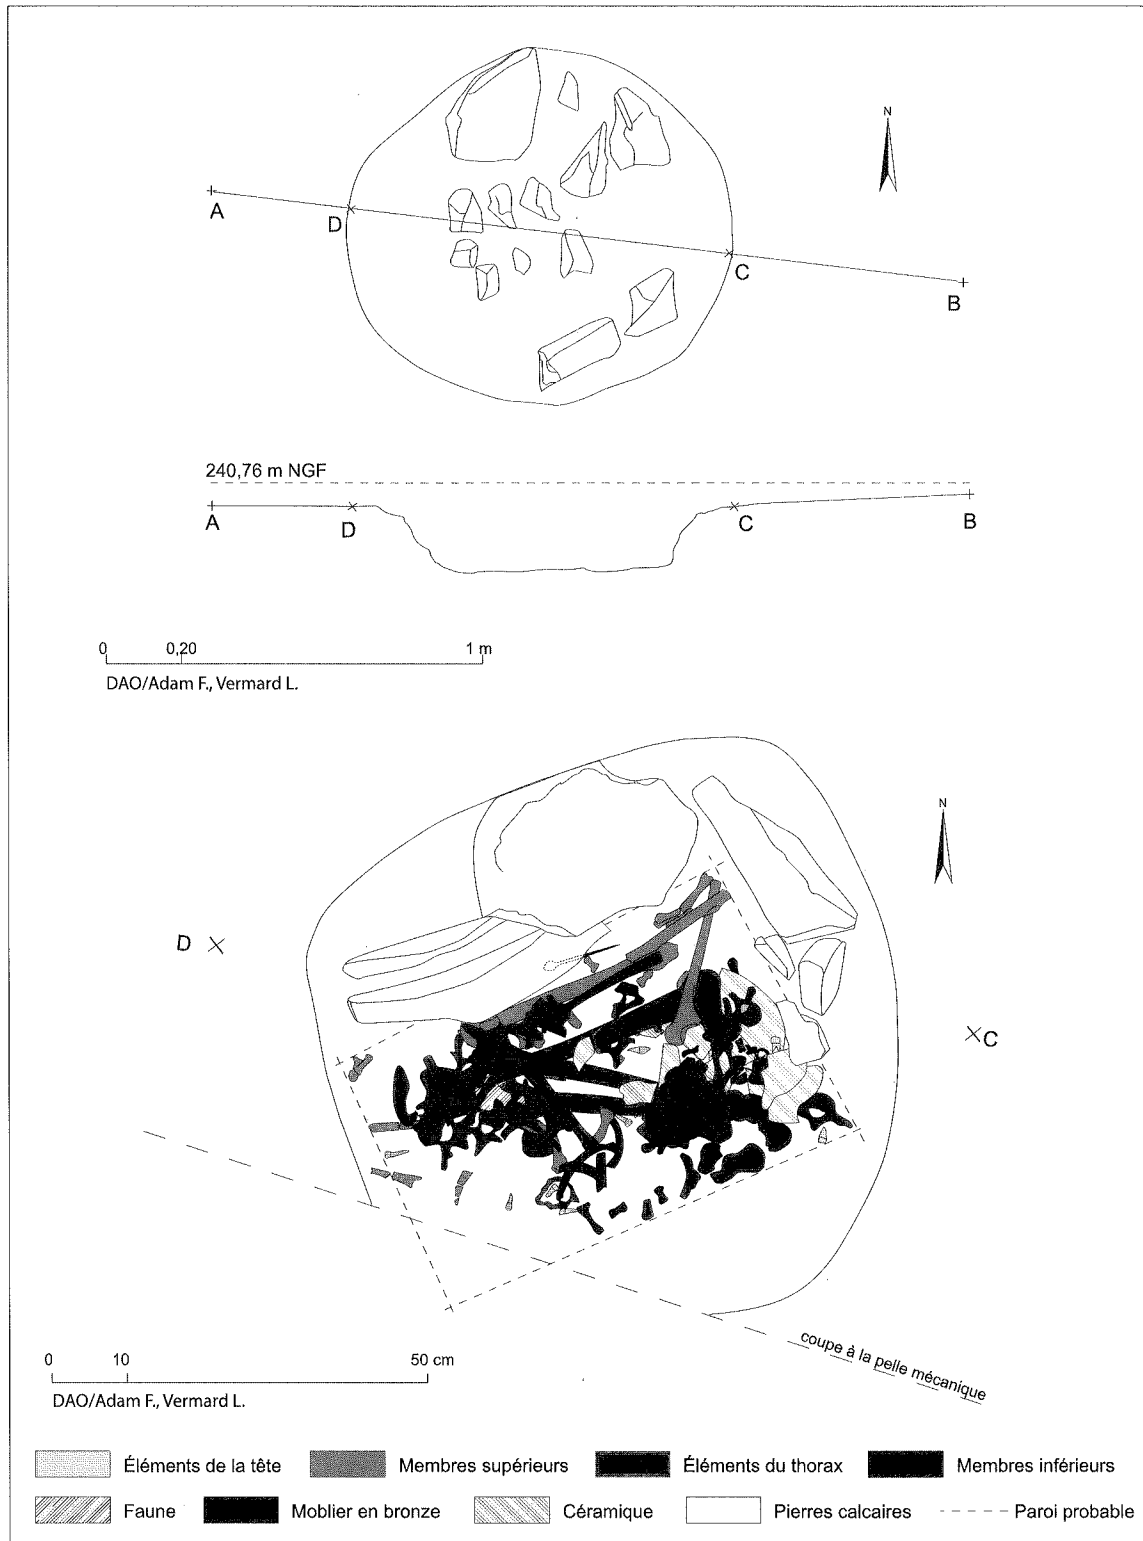 N
A
D
C
B
240,76 m NGF
A
D
C
B
0 0,20 1 m
DAO/Adam F., Vermard L.
N
D
C
coupe à la pelle mécanique
0 10 50 cm
DAO/Adam F., Vermard L.
Éléments de la tête Membres supérieurs Éléments du thorax Membres inférieurs
Faune Moblier en bronze Céramique Pierres calcaires Paroi probable